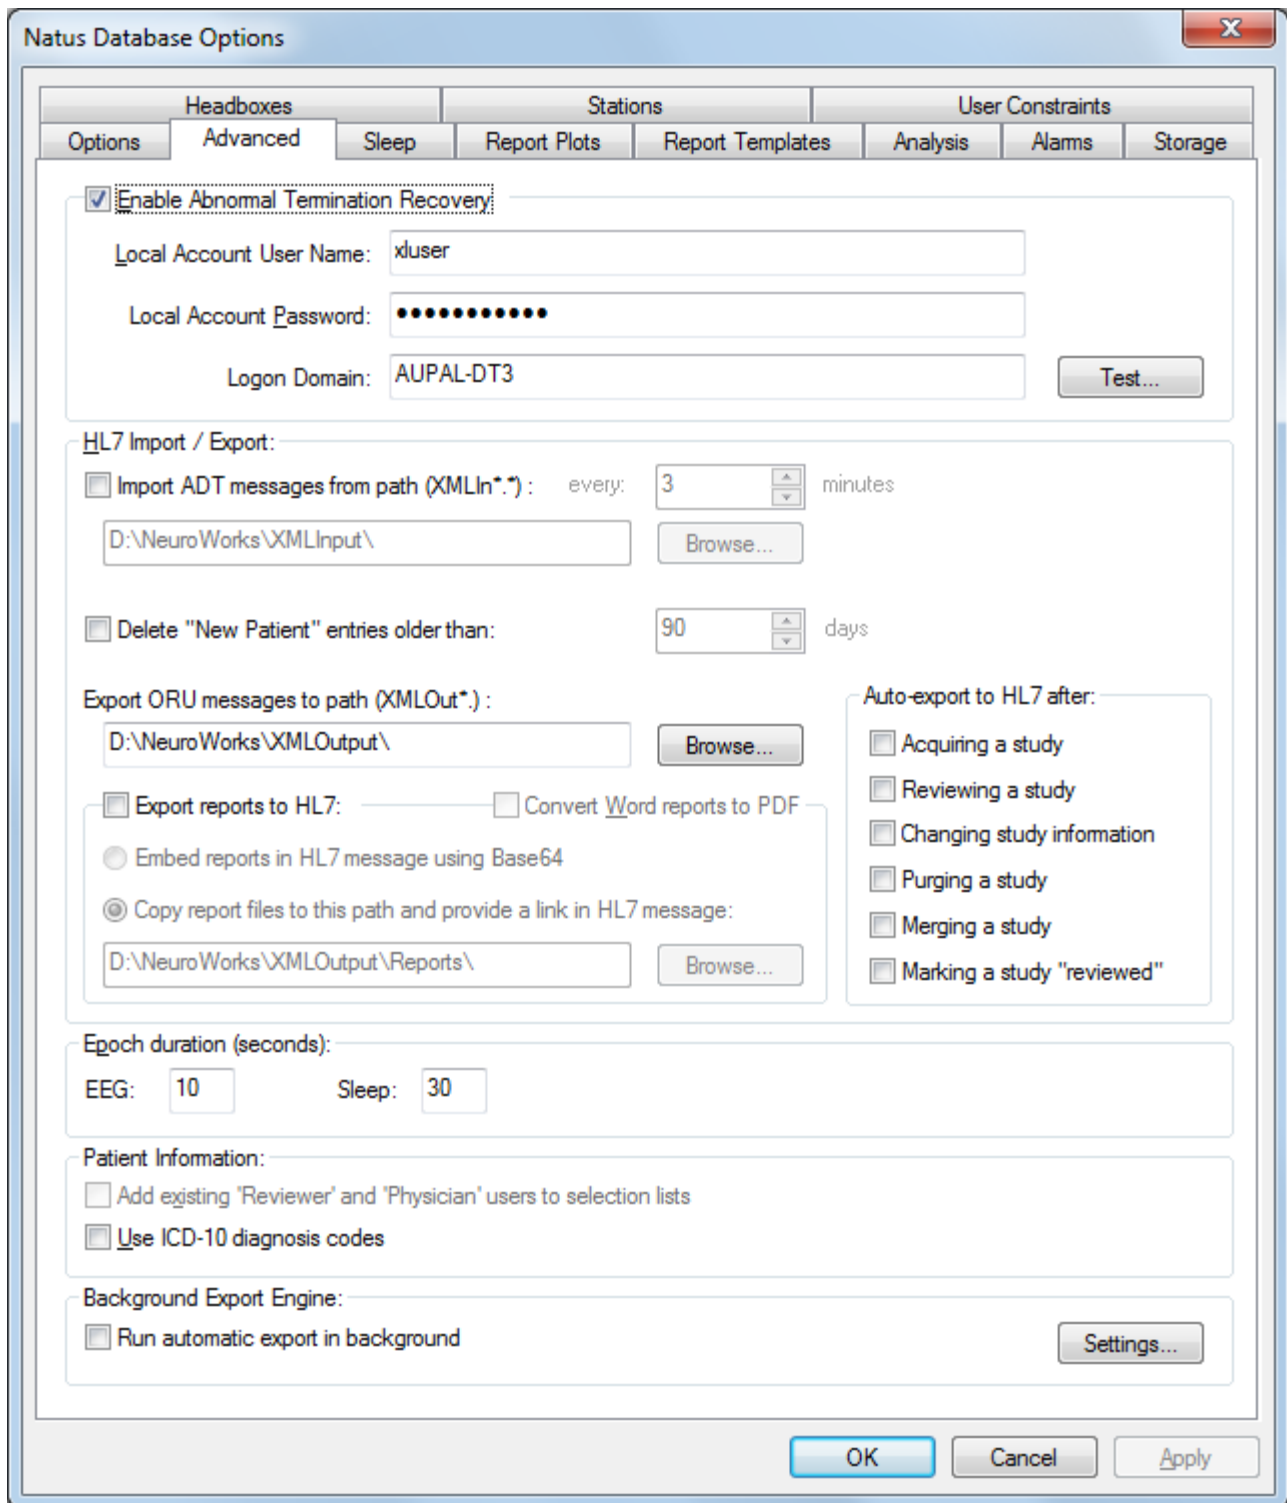 Natus Database Options
Headboxes Stations User Constraints
Options Advanced Sleep Report Plots Report Templates Analysis Alarms Storage
Enable Abnormal Termination Recovery
Local Account User Name: xluser
Local Account Password: •••••••••••
Logon Domain: AUPAL-DT3 Test...
HL7 Import / Export:
Import ADT messages from path (XMLIn*.*) : every: 3 minutes
D:\NeuroWorks\XMLInput\ Browse...
Delete "New Patient" entries older than: 90 days
Export ORU messages to path (XMLOut*.) : Auto-export to HL7 after:
D:\NeuroWorks\XMLOutput\ Browse... Acquiring a study
Reviewing a study
Export reports to HL7: Convert Word reports to PDF
Changing study information
Embed reports in HL7 message using Base64
Purging a study
Copy report files to this path and provide a link in HL7 message:
Merging a study
D:\NeuroWorks\XMLOutput\Reports\ Browse... Marking a study "reviewed"
Epoch duration (seconds):
EEG: 10 Sleep: 30
Patient Information:
Add existing 'Reviewer' and 'Physician' users to selection lists
Use ICD-10 diagnosis codes
Background Export Engine:
Run automatic export in background Settings...
OK Cancel Apply